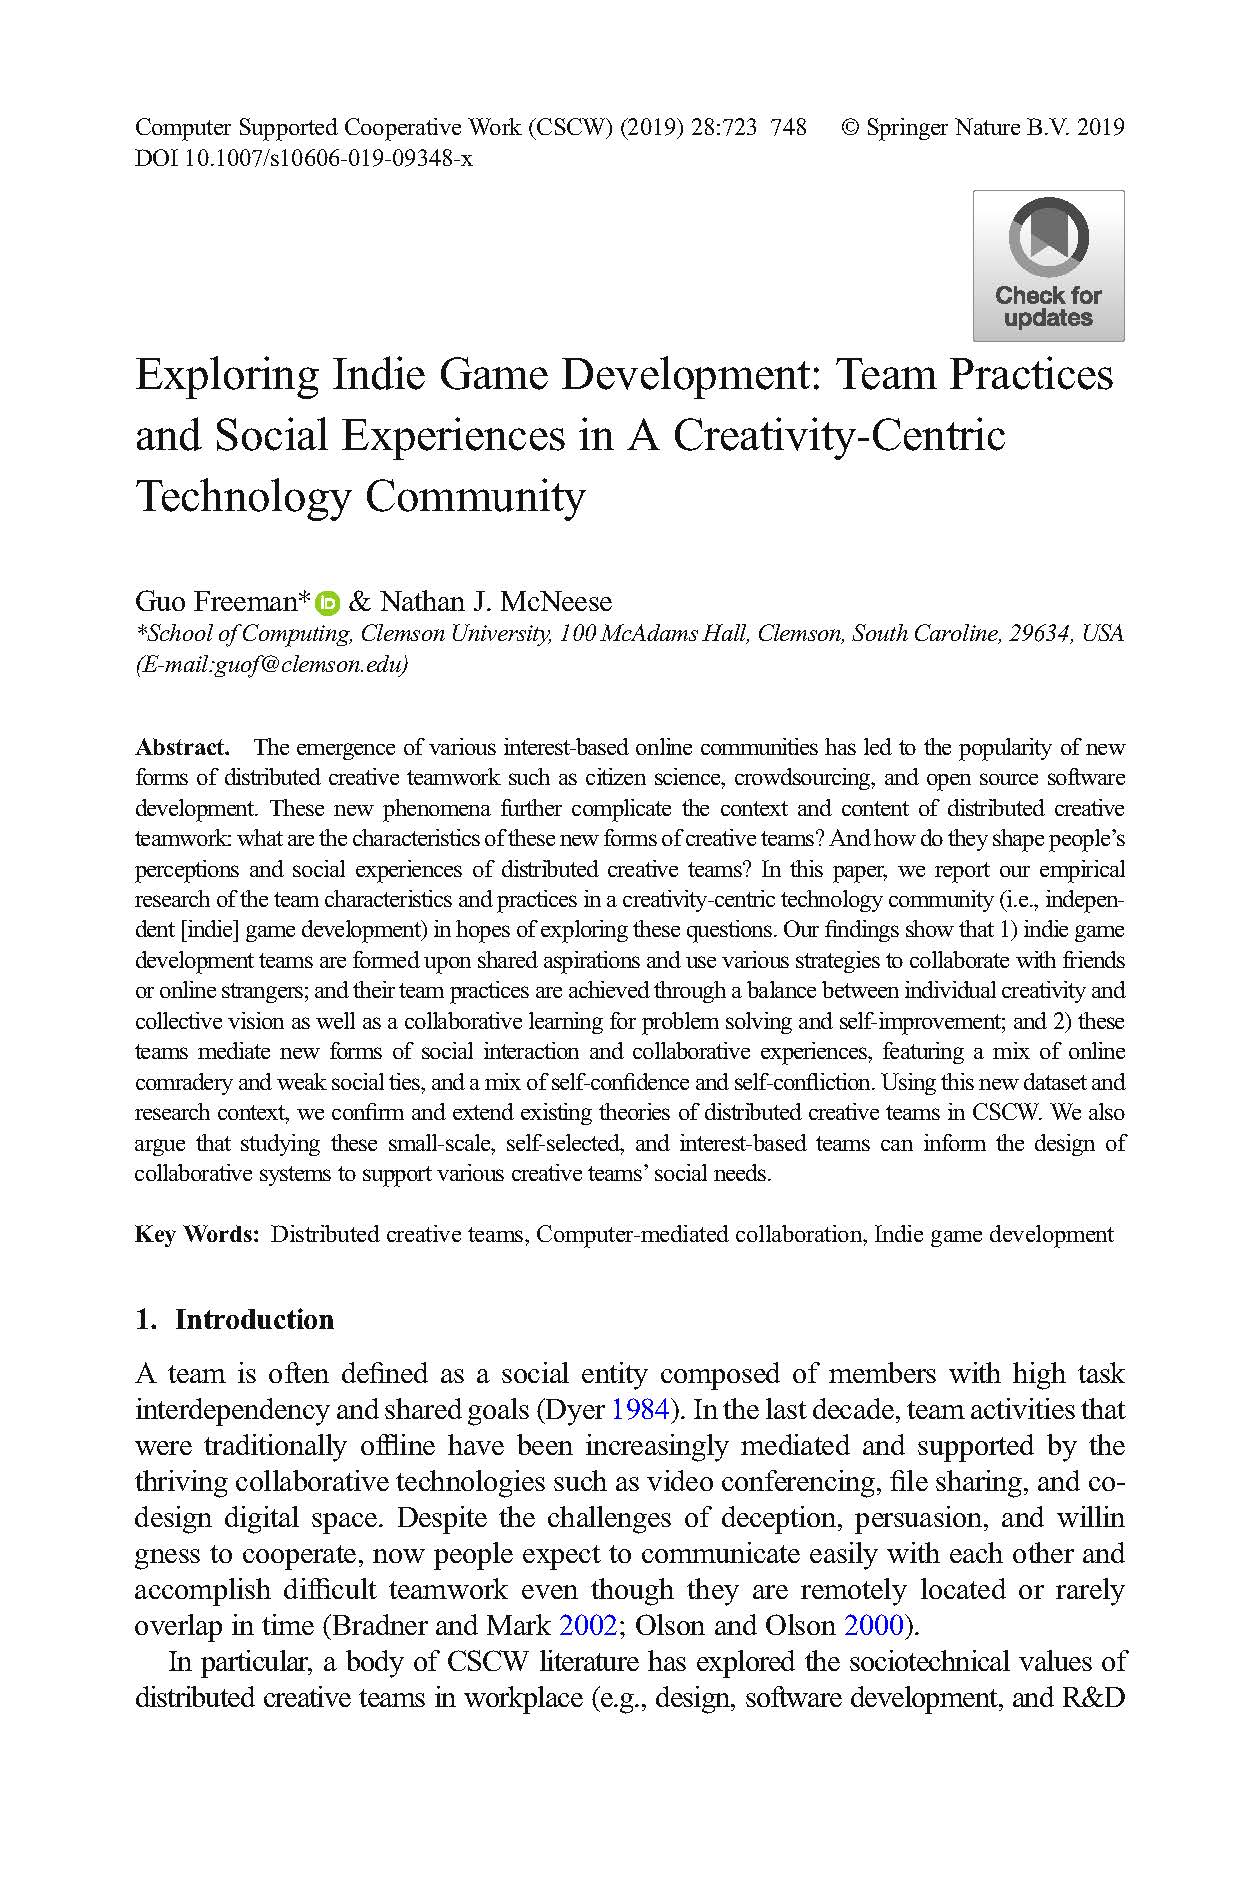 Computer Supported Cooperative Work (CSCW) (2019) 28:723 748 © Springer Nature B.V. 2019
DOI 10.1007/s10606-019-09348-x
Check for
updates
Exploring Indie Game Development: Team Practices
and Social Experiences in A Creativity-Centric
Technology Community
Guo Freeman* iD & Nathan J. McNeese
*School of Computing, Clemson University, 100 McAdams Hall, Clemson, South Caroline, 29634, USA
(E-mail:guof@clemson.edu)
Abstract. The emergence of various interest-based online communities has led to the popularity of new
forms of distributed creative teamwork such as citizen science, crowdsourcing, and open source software
development. These new phenomena further complicate the context and content of distributed creative
teamwork: what are the characteristics of these new forms of creative teams? And how do they shape people's
perceptions and social experiences of distributed creative teams? In this paper, we report our empirical
research of the team characteristics and practices in a creativity-centric technology community (i.e., indepen-
dent [indie] game development) in hopes of exploring these questions. Our findings show that 1) indie game
development teams are formed upon shared aspirations and use various strategies to collaborate with friends
or online strangers; and their team practices are achieved through a balance between individual creativity and
collective vision as well as a collaborative learning for problem solving and self-improvement; and 2) these
teams mediate new forms of social interaction and collaborative experiences, featuring a mix of online
comradery and weak social ties, and a mix of self-confidence and self-confliction. Using this new dataset and
research context, we confirm and extend existing theories of distributed creative teams in CSCW. We also
argue that studying these small-scale, self-selected, and interest-based teams can inform the design of
collaborative systems to support various creative teams' social needs.
Key Words: Distributed creative teams, Computer-mediated collaboration, Indie game development
1. Introduction
A team is often defined as a social entity composed of members with high task
interdependency and shared goals (Dyer 1984). In the last decade, team activities that
were traditionally offline have been increasingly mediated and supported by the
thriving collaborative technologies such as video conferencing, file sharing, and co-
design digital space. Despite the challenges of deception, persuasion, and willin
gness to cooperate, now people expect to communicate easily with each other and
accomplish difficult teamwork even though they are remotely located or rarely
overlap in time (Bradner and Mark 2002; Olson and Olson 2000).
In particular, a body of CSCW literature has explored the sociotechnical values of
distributed creative teams in workplace (e.g., design, software development, and R&D